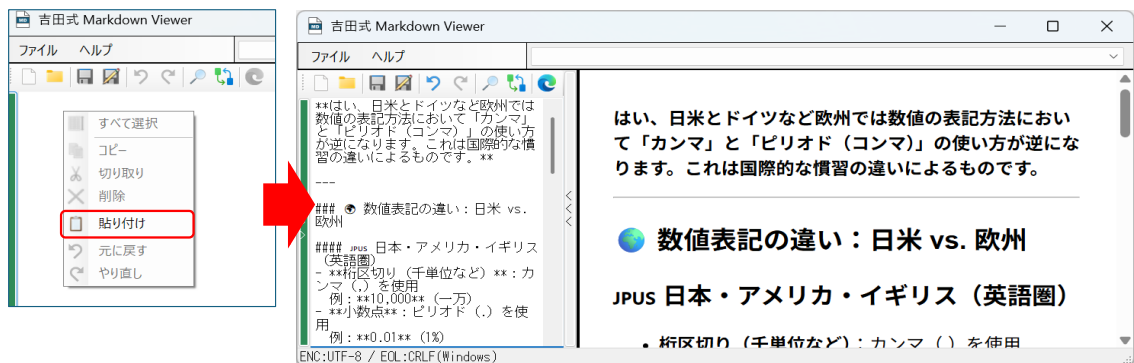 吉田式 Markdown Viewer
ファイル ヘルプ
すべて選択
コピー
切り取り
削除
貼り付け
元に戻す
やり直し
吉田式 Markdown Viewer
ファイル ヘルプ
**はい、日米とドイツなど欧州では
数値の表記方法において「カンマ」
と「ピリオド（コンマ）」の使い方
が逆になります。これは国際的な慣
習の違いによるものです。**
---
### 🌍 数値表記の違い：日米 vs.
欧州
#### JPUS 日本・アメリカ・イギリス
（英語圏）
- **桁区切り（千単位など）**：カ
ンマ（,）を使用
例：**10,000** (一万)
- **小数点**：ピリオド（.）を使
用
例：**0.01** (1%)
ENC:UTF-8 / EOL:CRLF(Windows)
はい、日米とドイツなど欧州では数値の表記方法におい
て「カンマ」と「ピリオド（コンマ）」の使い方が逆にな
ります。これは国際的な慣習の違いによるものです。
🌍 数値表記の違い：日米 vs. 欧州
JPUS 日本・アメリカ・イギリス（英語圏）
• 桁区切り（千単位など）：カンマ（,）を使用